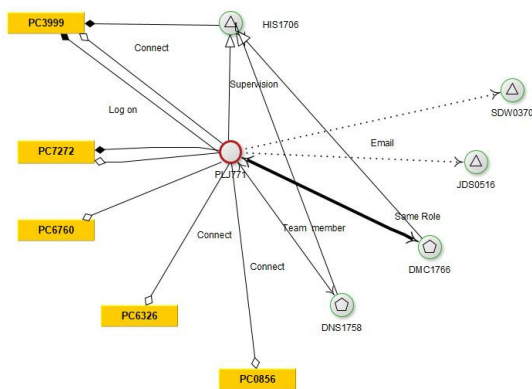 PC3999
HIS1706
Connect
Supervision
SDW0370
Log on
Email
PC7272
JDS0516
PLJ771
PC6760
Same Role
Team member
Connect
DMC1766
Connect
PC6326
DNS1758
PC0856